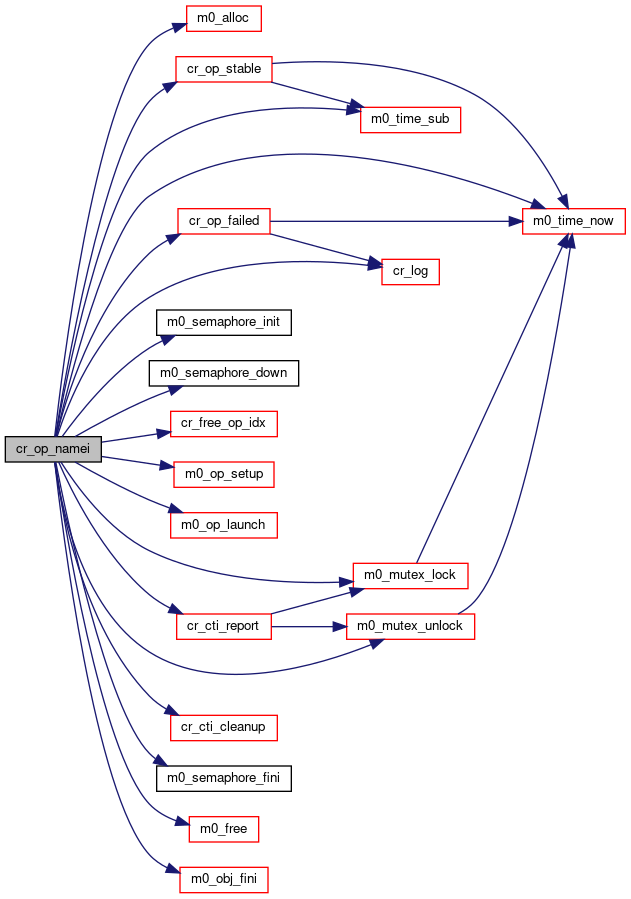 m0_alloc
cr_op_stable
m0_time_sub
cr_op_failed
m0_time_now
cr_log
m0_semaphore_init
m0_semaphore_down
cr_free_op_idx
cr_op_namei
m0_op_setup
m0_op_launch
m0_mutex_lock
cr_cti_report
m0_mutex_unlock
cr_cti_cleanup
m0_semaphore_fini
m0_free
m0_obj_fini